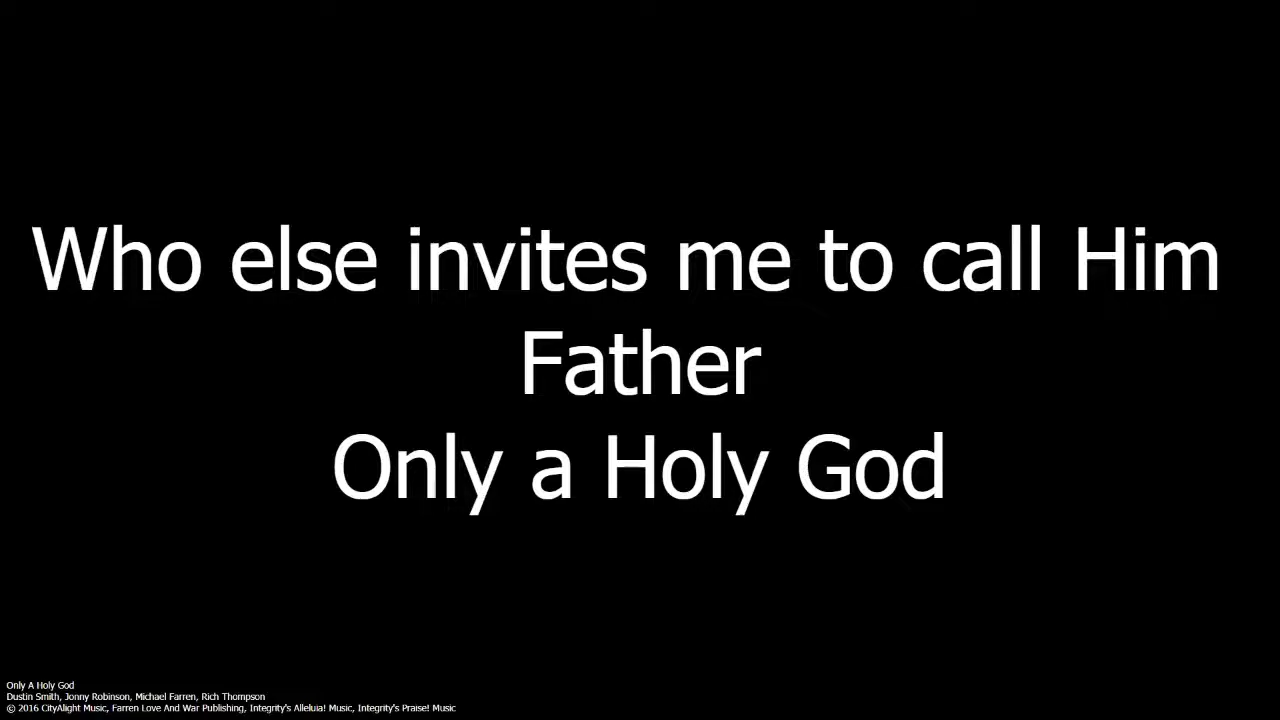 Who else invites me to call Him
Father
Only a Holy God
Only A Holy God
Dustin Smith, Jonny Robinson, Michael Farren, Rich Thompson
© 2016 CityAlight Music, Farren Love And War Publishing, Integrity's Alleluia! Music, Integrity's Praise! Music